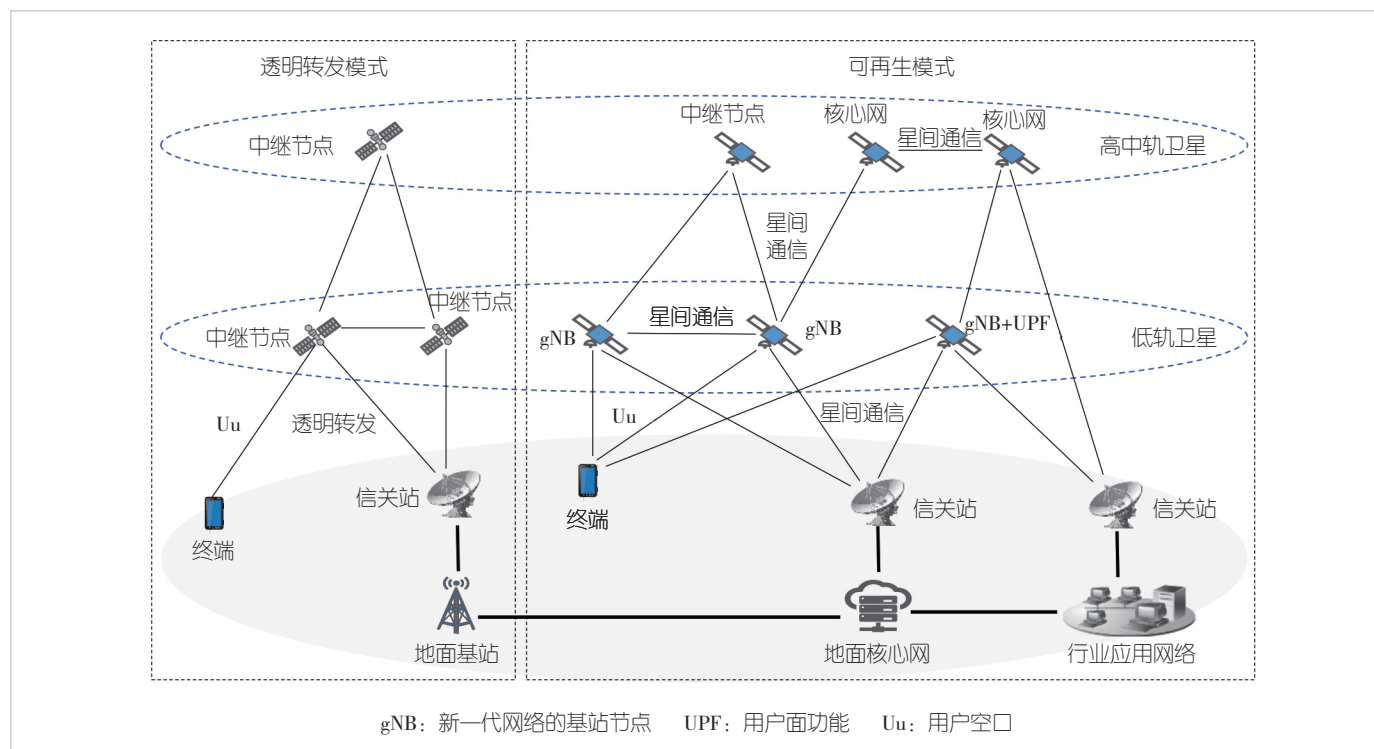 透明转发模式
可再生模式
中继节点
核心网
中继节点
星间通信
核心网
高中轨卫星
星间
通信
中继节点
中继节点
gNB
星间通信
gNB
gNB+UPF
低轨卫星
Uu
透明转发
Uu
星间通信
信关站
终端
终端
信关站
信关站
地面基站
地面核心网
行业应用网络
gNB：新一代网络的基站节点 UPF：用户面功能 Uu：用户空口